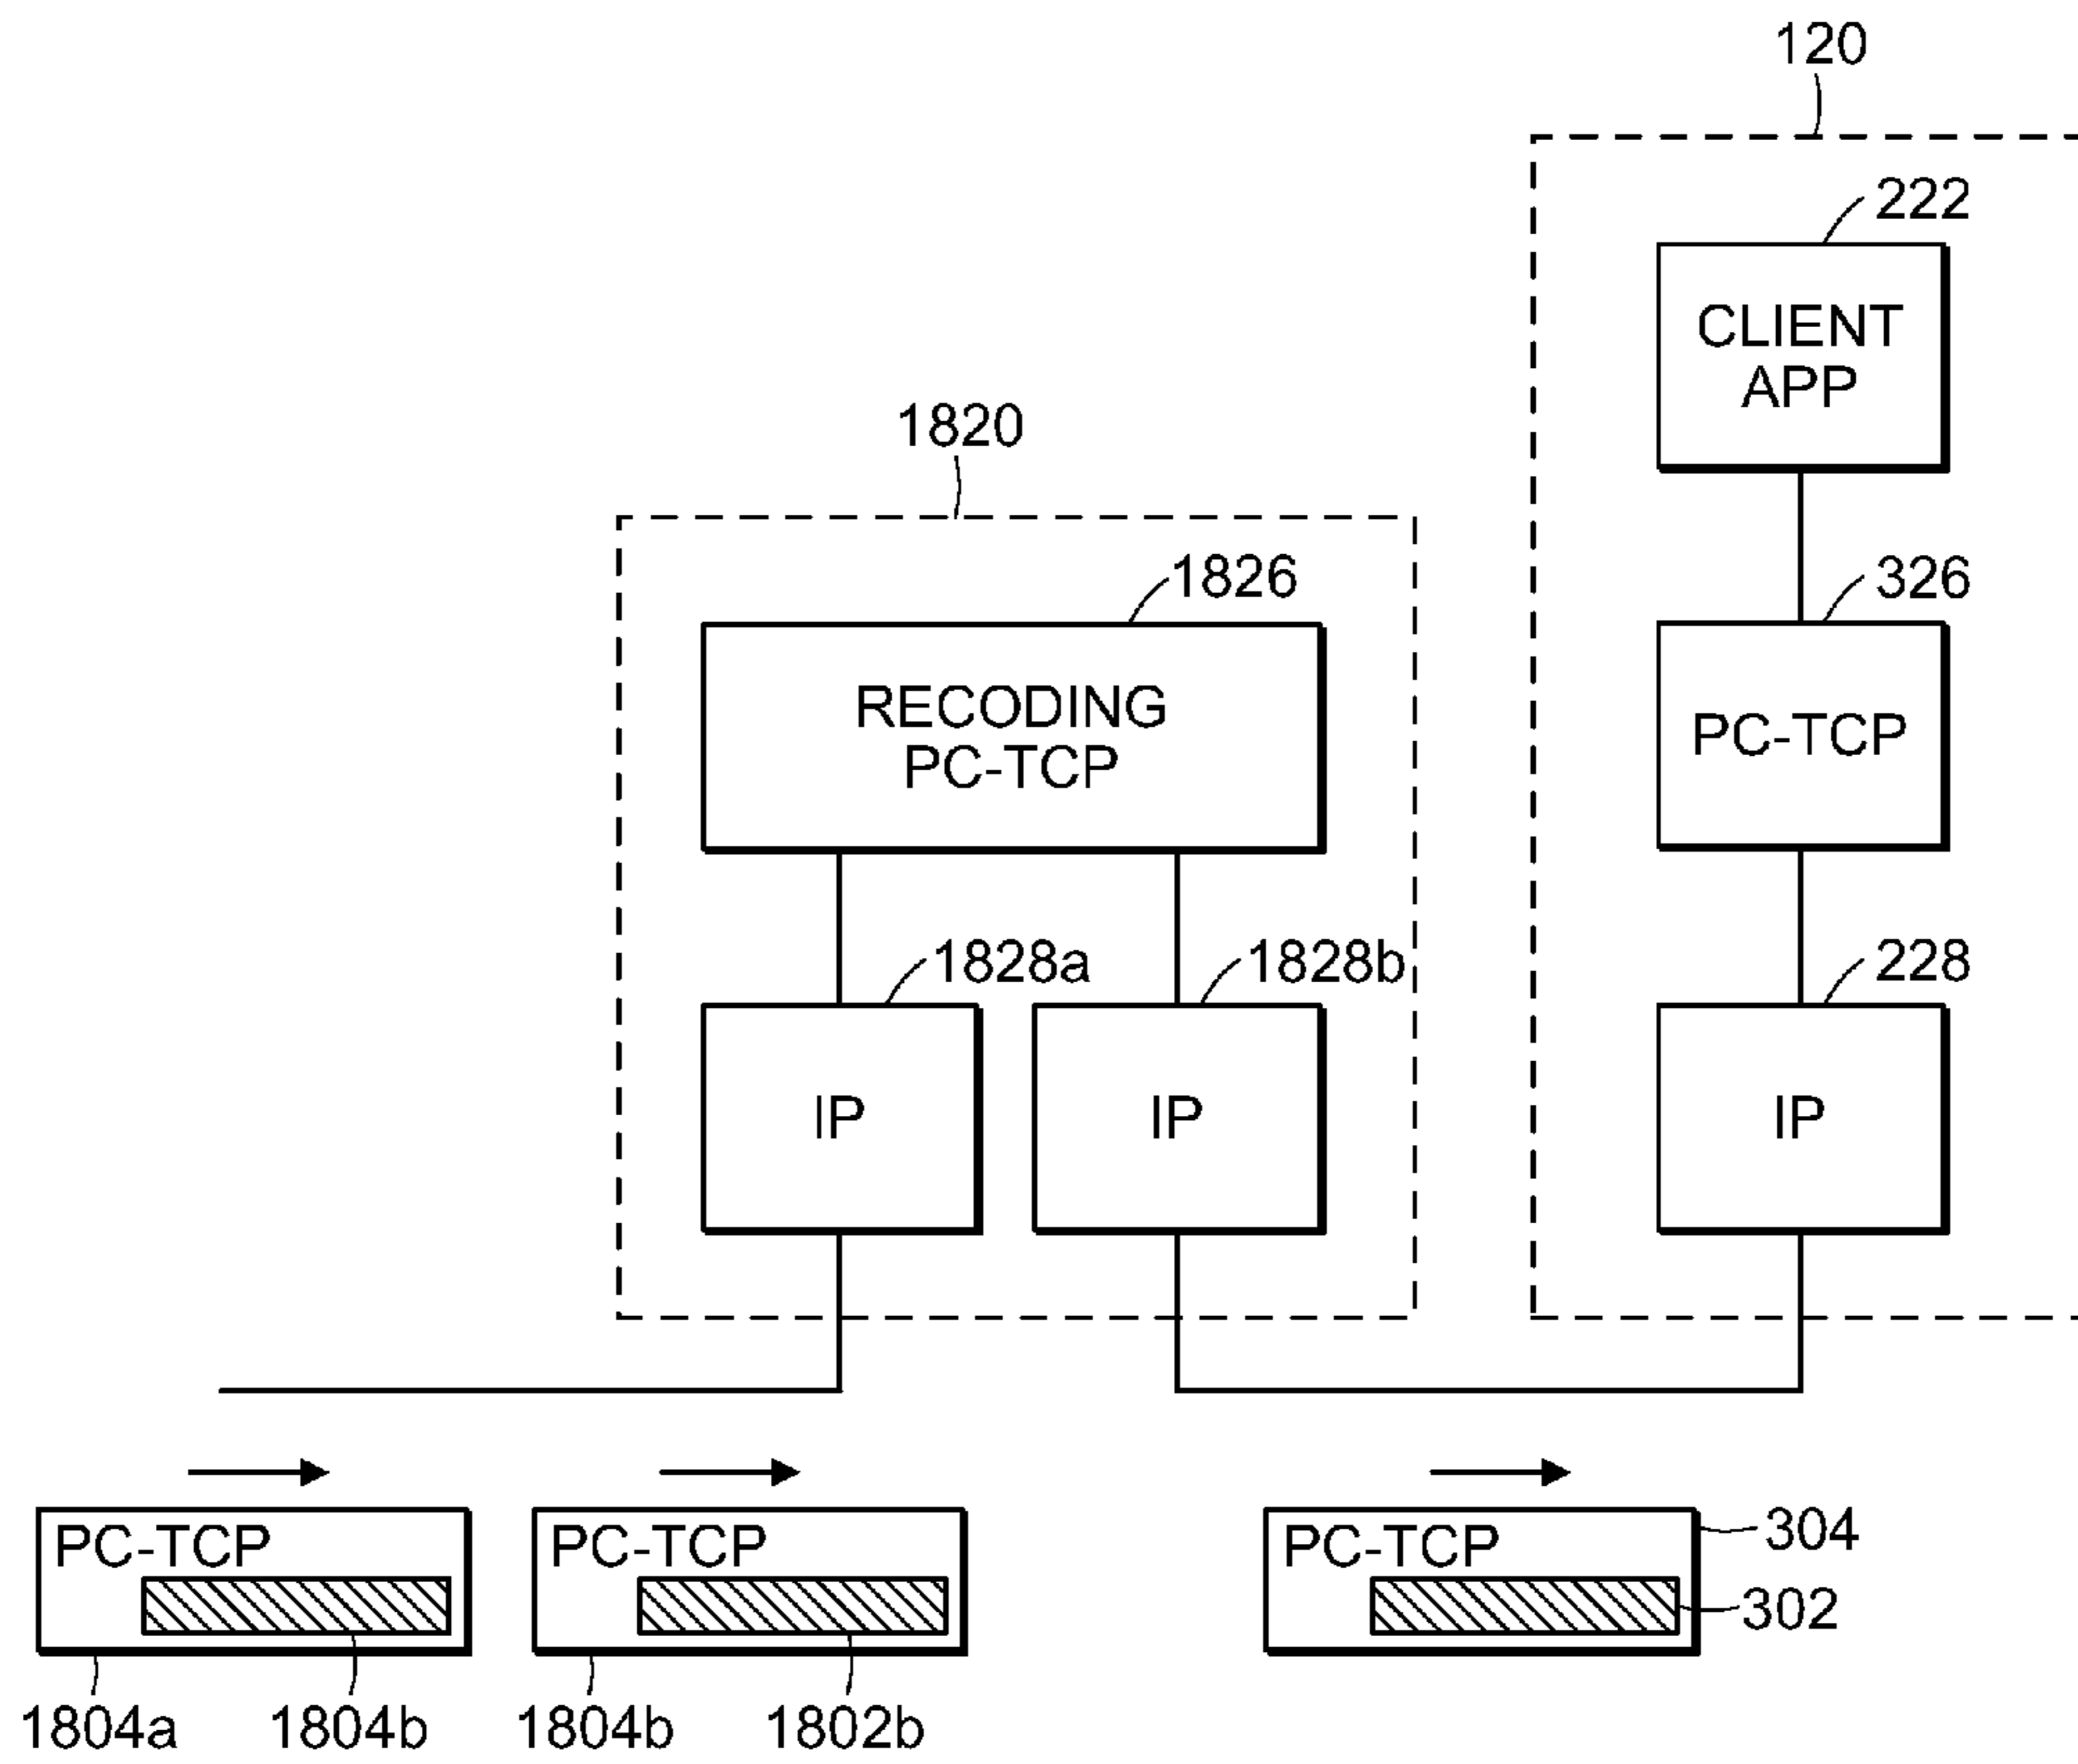 120
222
CLIENT
APP
1820
326
1826
PC-TCP
RECODING
PC-TCP
1828a
1828b
228
IP
IP
IP
PC-TCP
PC-TCP
PC-TCP
304
302
1804a
1804b
1804b
1802b